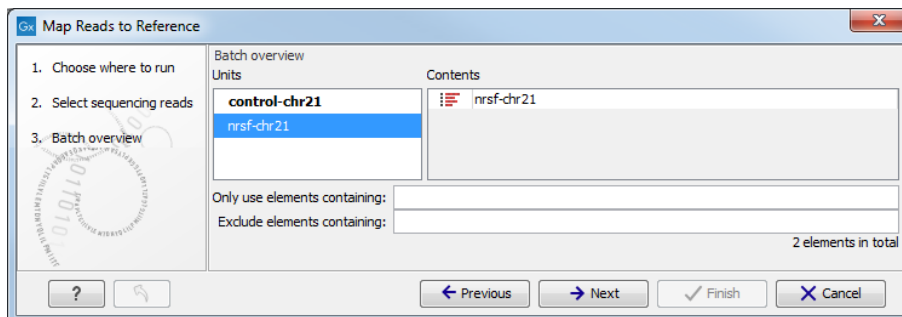 Gx Map Reads to Reference
1. Choose where to run
2. Select sequencing reads
3. Batch overview
Batch overview
Units
control-chr21
nrsf-chr21
Contents
nrsf-chr21
Only use elements containing:
Exclude elements containing:
2 elements in total
?
Previous
Next
Finish
Cancel